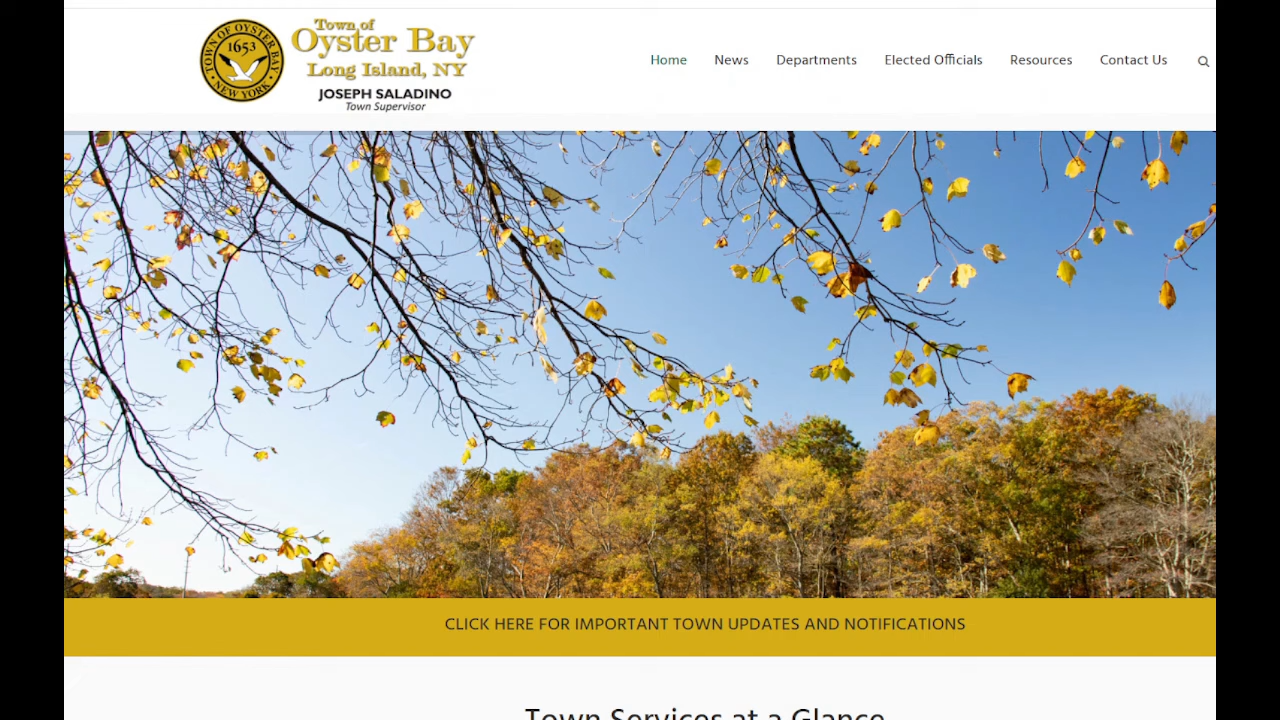 TOWN OF OYSTER BAY
1653
NEW YORK
Town of
Oyster Bay
Long Island, NY
JOSEPH SALADINO
Town Supervisor
Home News Departments Elected Officials Resources Contact Us
CLICK HERE FOR IMPORTANT TOWN UPDATES AND NOTIFICATIONS
Town Services at a Glance